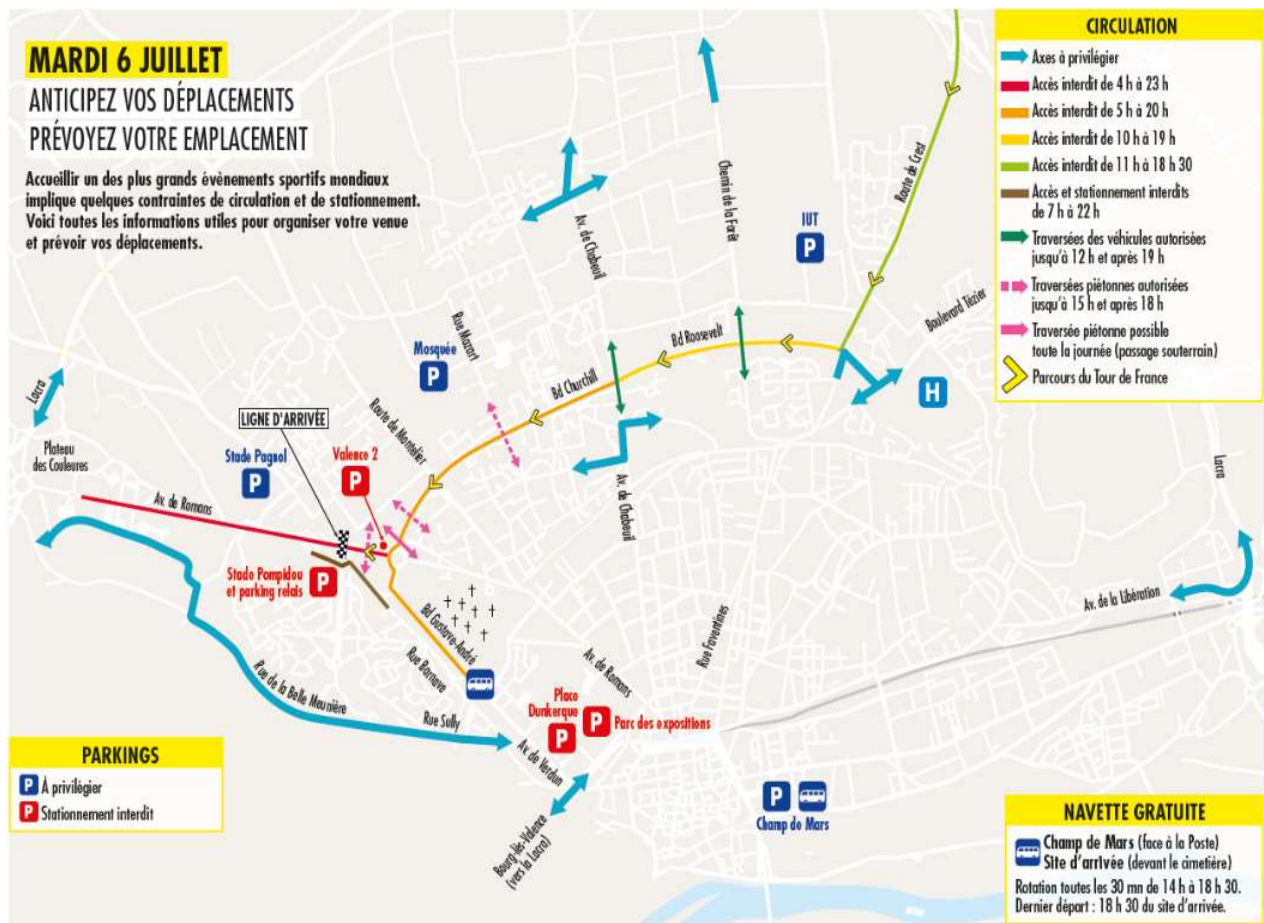 MARDI 6 JUILLET
ANTICIPEZ VOS DÉPLACEMENTS
PRÉVOYEZ VOTRE EMPLACEMENT
Accueillir un des plus grands évènements sportifs mondiaux
implique quelques contraintes de circulation et de stationnement.
Voici toutes les informations utiles pour organiser votre venue
et prévoir vos déplacements.
CIRCULATION
Axes à privilégier
Accès interdit de 4 h à 23 h
Accès interdit de 5 h à 20 h
Accès interdit de 10 h à 19 h
Accès interdit de 11 h à 18 h 30
Accès et stationnement interdits
de 7 h à 22 h
Traversées des véhicules autorisées
jusqu'à 12 h et après 19 h
Traversées piétonnes autorisées
jusqu'à 15 h et après 18 h
Traversée piétonne possible
toute la journée (passage souterrain)
Parcours du Tour de France
Route de Crest
Chemin de la Forêt
IUT
P
Av. de Chabeuil
Boulevard Tézier
Rue Mozart
Bd Roosevelt
Mosquée
P
Bd Churchill
H
Lacra
LIGNE D'ARRIVÉE
Route de Montelier
Plateau
des Couleures
Stade Pagnol
P
Valence 2
P
Lacra
Av. de Romans
Av. de Chabeuil
Stade Pompidou
et parking relais
P
Av. de la Libération
Bd Gustave-André
Rue Barnave
Rue Faventines
Av. de Romans
Rue de la Belle Meunière
Rue Sully
Place
Dunkerque
P
P
Parc des expositions
Av. de Verdun
Bourg-lès-Valence
(vers la Lacra)
P
Champ de Mars
PARKINGS
P À privilégier
P Stationnement interdit
NAVETTE GRATUITE
Champ de Mars (face à la Poste)
Site d'arrivée (devant le cimetière)
Rotation toutes les 30 mn de 14 h à 18 h 30.
Dernier départ : 18 h 30 du site d'arrivée.